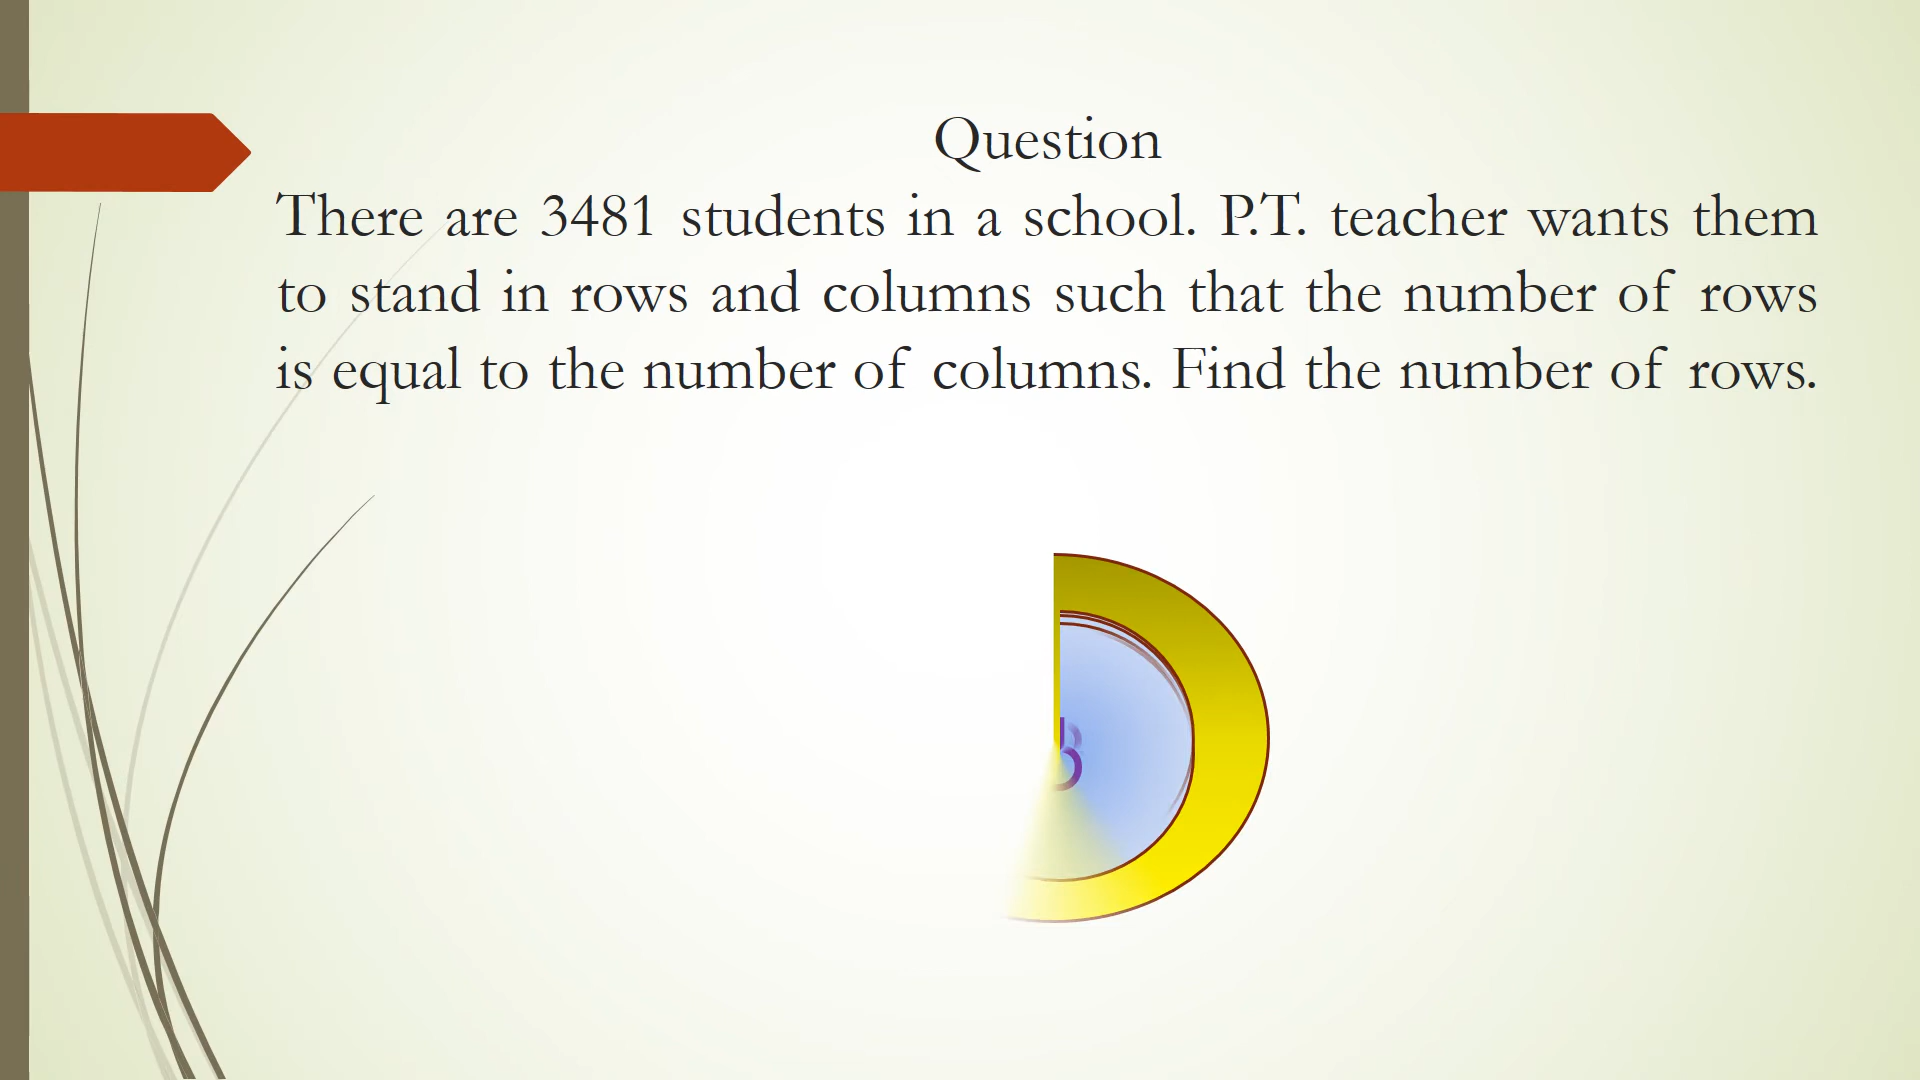 Question
There are 3481 students in a school. P.T. teacher wants them
to stand in rows and columns such that the number of rows
is equal to the number of columns. Find the number of rows.